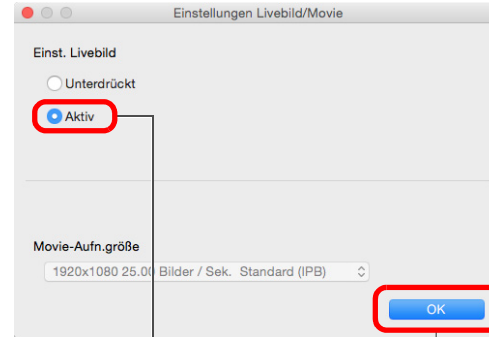 Einstellungen Livebild/Movie
Einst. Livebild
Unterdrückt
Aktiv
Movie-Aufn.größe
1920x1080 25.00 Bilder / Sek. Standard (IPB)
OK